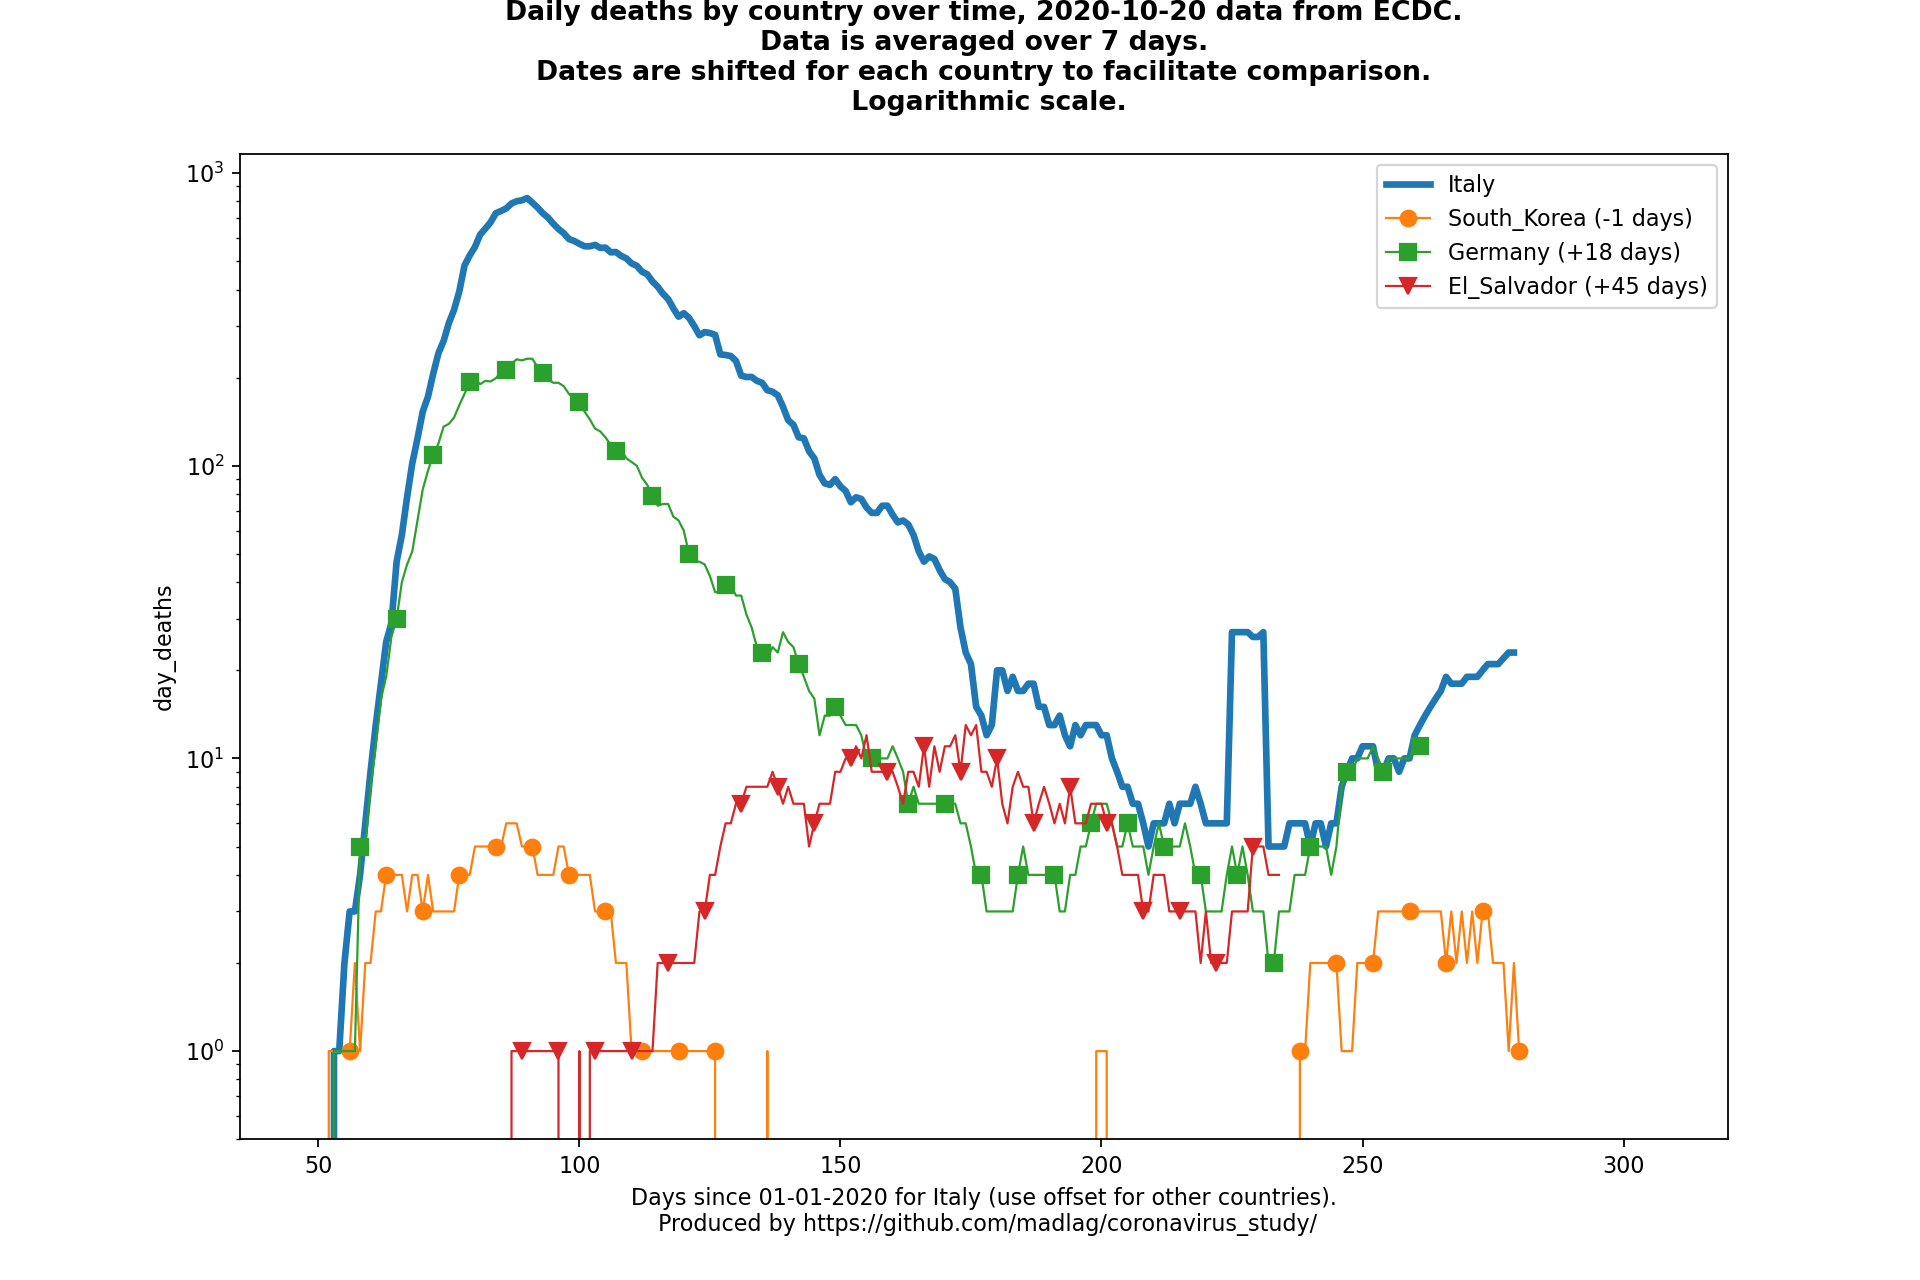 Daily deaths by country over time, 2020-10-20 data from ECDC.
Data is averaged over 7 days.
Dates are shifted for each country to facilitate comparison.
Logarithmic scale.
10³
10²
10¹
10⁰
day_deaths
Italy
South_Korea (-1 days)
Germany (+18 days)
El_Salvador (+45 days)
50 100 150 200 250 300
Days since 01-01-2020 for Italy (use offset for other countries).
Produced by https://github.com/madlag/coronavirus_study/